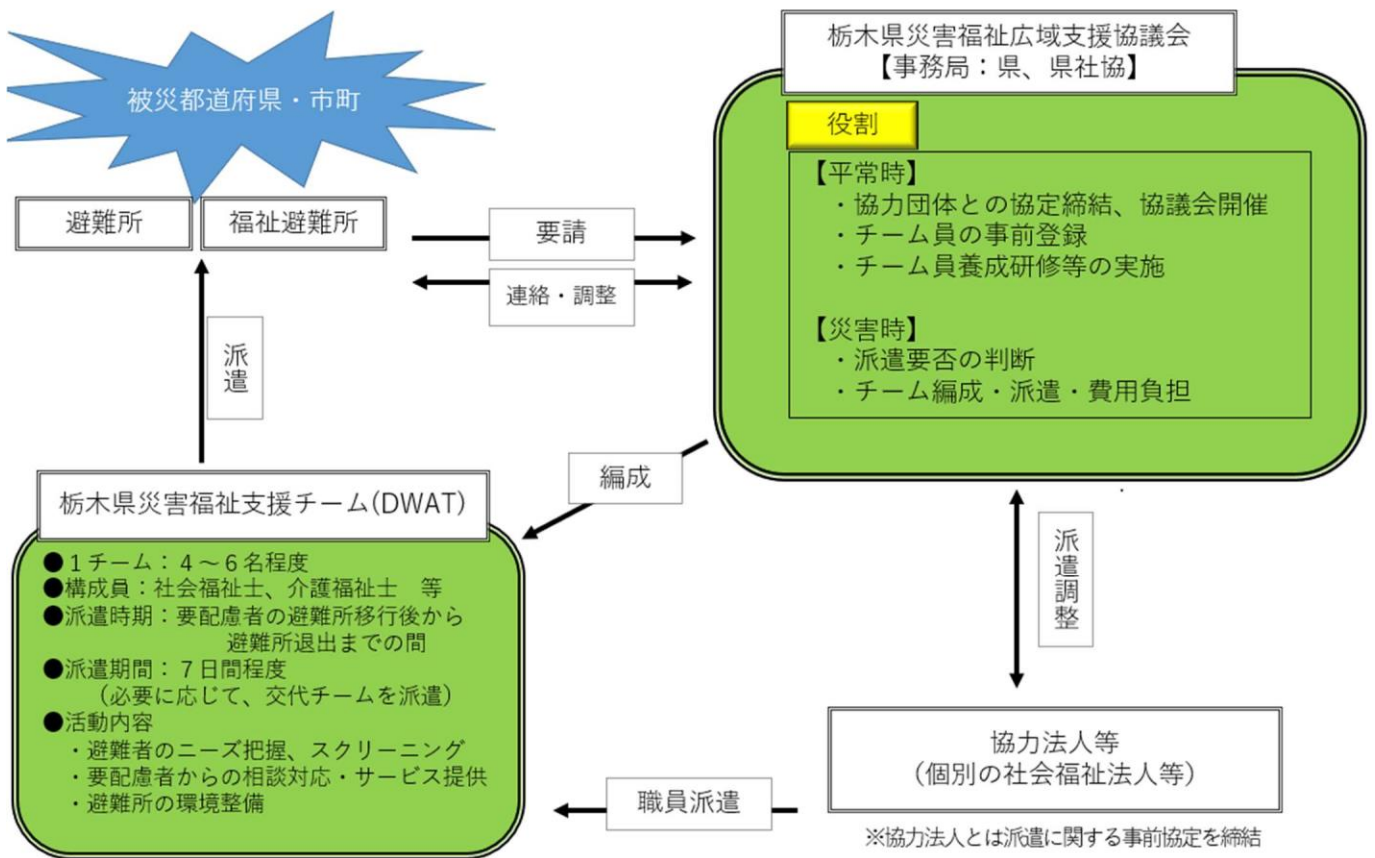 被災都道府県・市町
避難所
福祉避難所
要請
連絡・調整
派遣
栃木県災害福祉広域支援協議会
【事務局：県、県社協】
役割
【平常時】
・協力団体との協定締結、協議会開催
・チーム員の事前登録
・チーム員養成研修等の実施
【災害時】
・派遣要否の判断
・チーム編成・派遣・費用負担
編成
派遣調整
栃木県災害福祉支援チーム(DWAT)
●1チーム：4～6名程度
●構成員：社会福祉士、介護福祉士　等
●派遣時期：要配慮者の避難所移行後から
避難所退出までの間
●派遣期間：7日間程度
（必要に応じて、交代チームを派遣）
●活動内容
・避難者のニーズ把握、スクリーニング
・要配慮者からの相談対応・サービス提供
・避難所の環境整備
職員派遣
協力法人等
（個別の社会福祉法人等）
※協力法人とは派遣に関する事前協定を締結